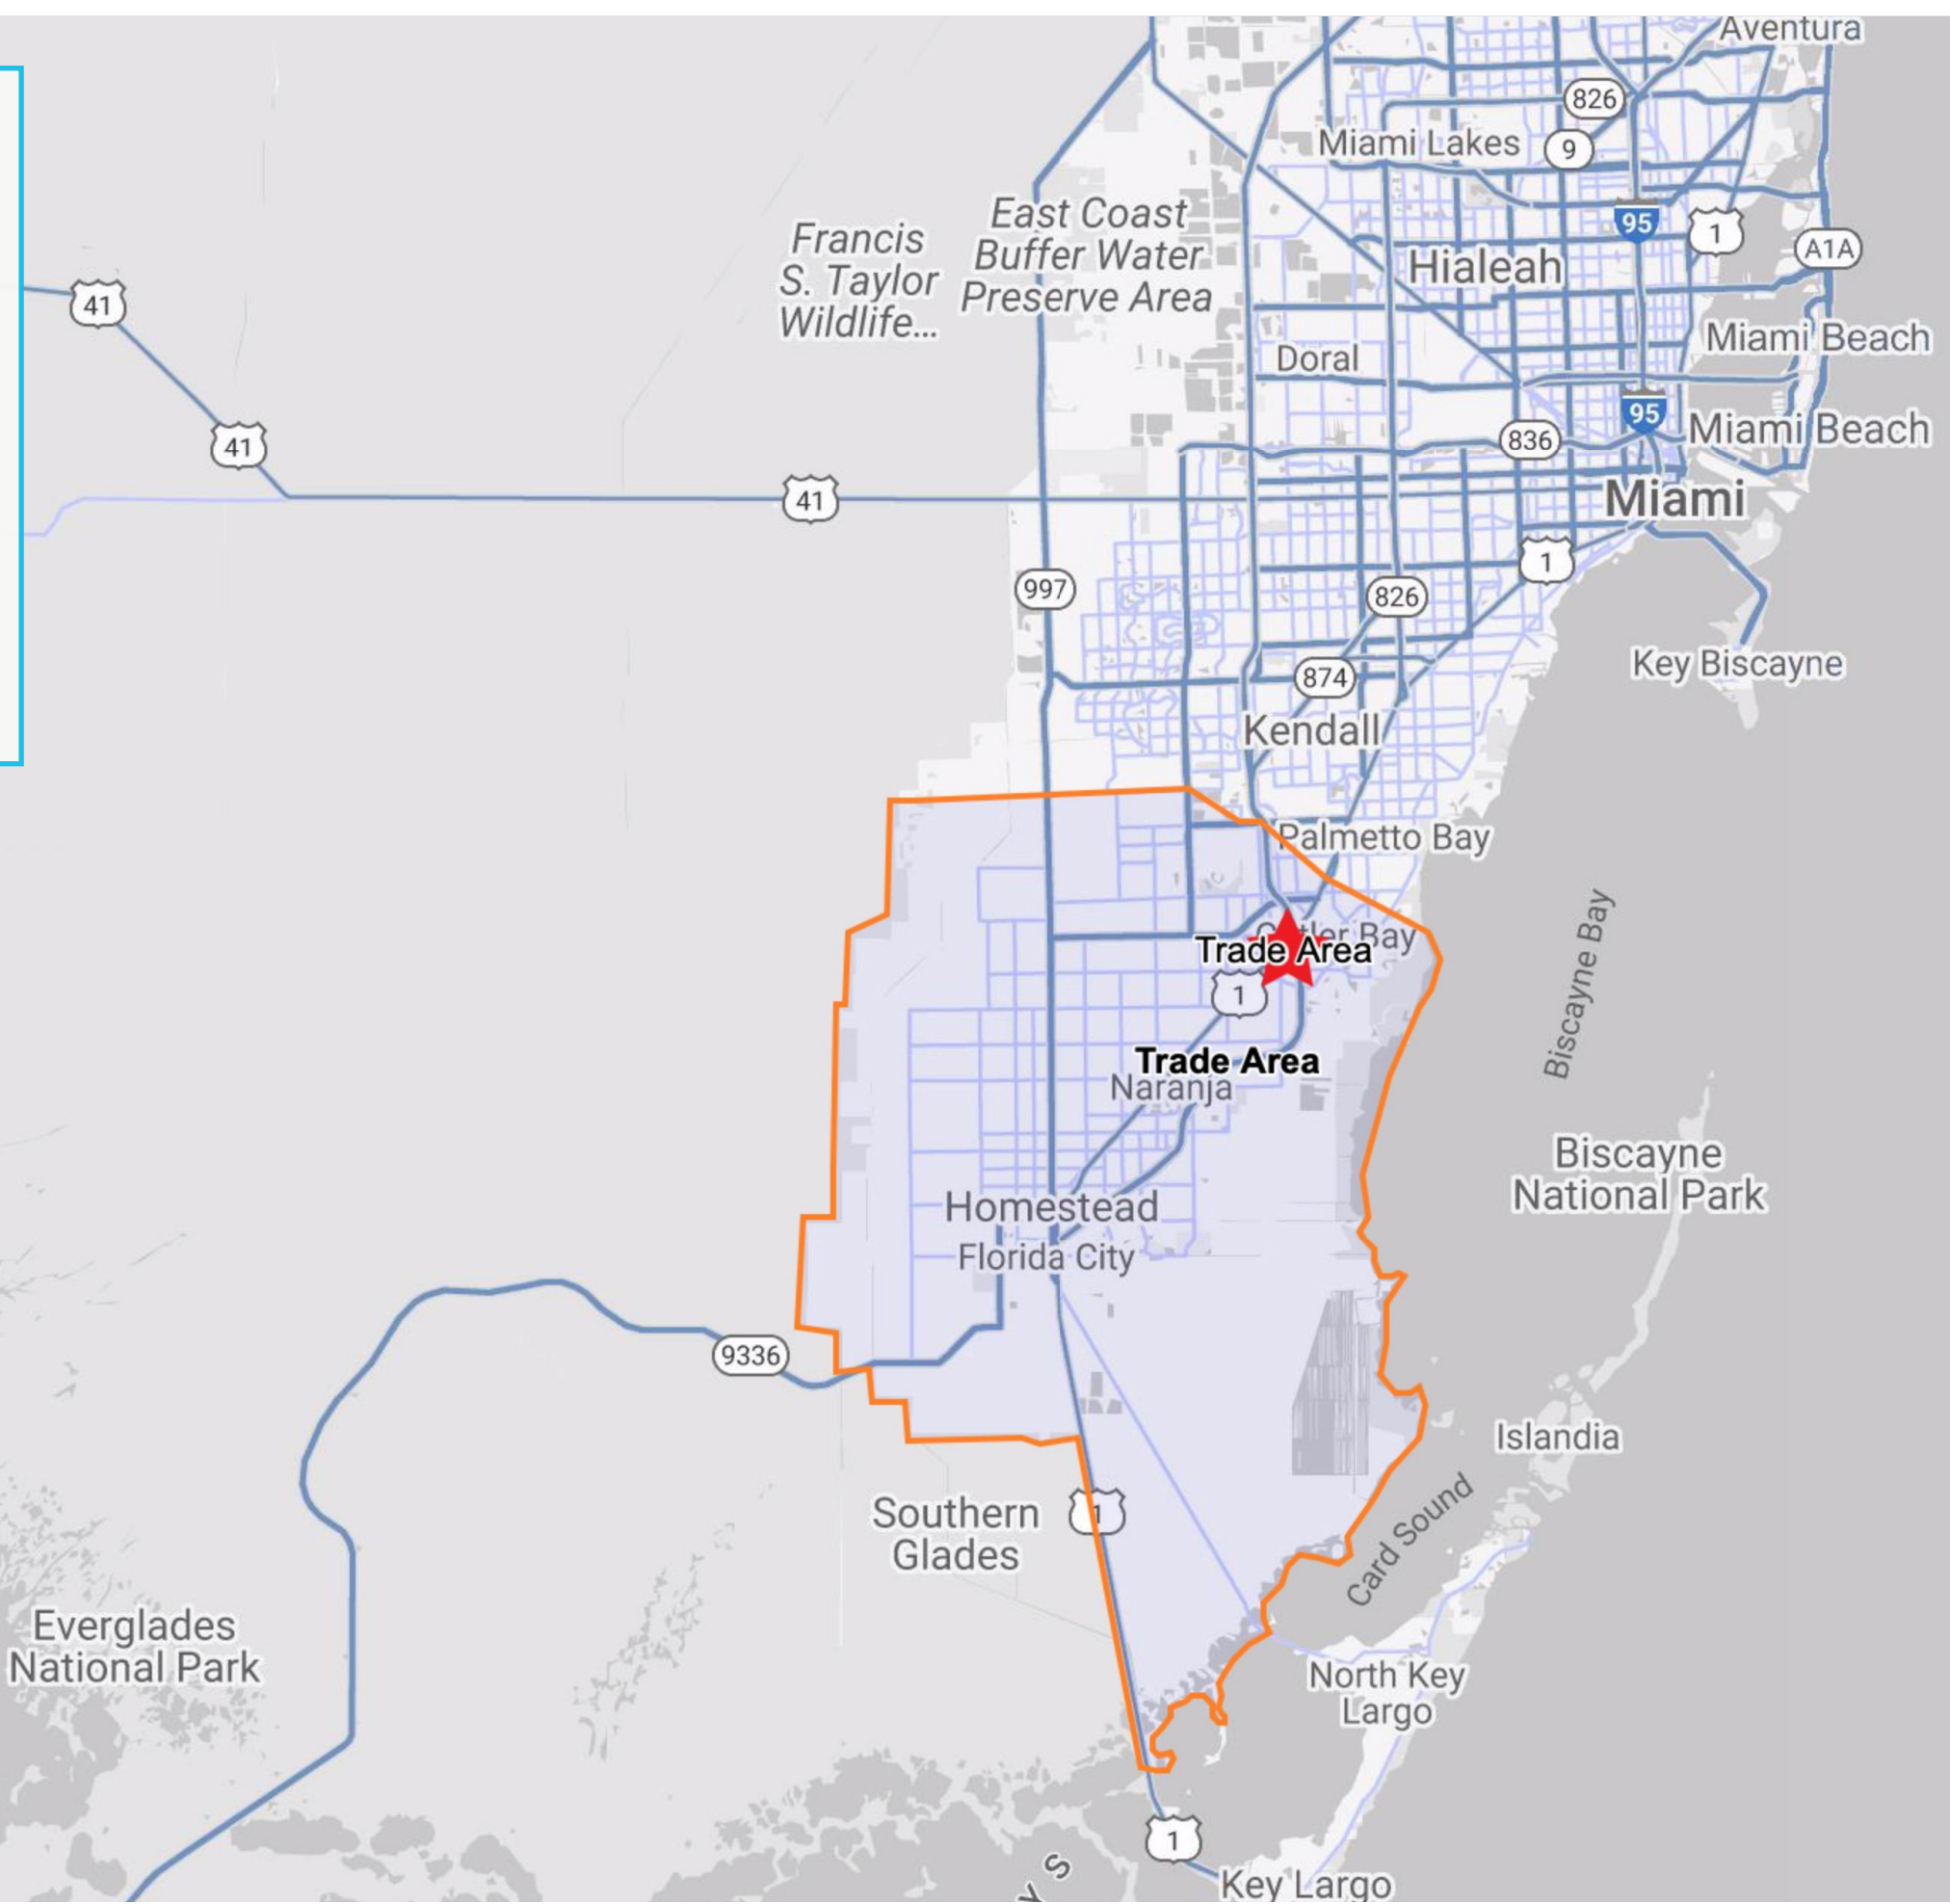 Aventura
826
Miami Lakes
9
East Coast
Buffer Water
Preserve Area
Francis
S. Taylor
Wildlife...
95
1
A1A
Hialeah
41
Miami Beach
Doral
95
836
Miami Beach
41
41
Miami
1
997
826
Key Biscayne
874
Kendall
Palmetto Bay
Cutler Bay
Trade Area
1
Biscayne Bay
Trade Area
Naranja
Biscayne
National Park
Homestead
Florida City
9336
Islandia
Southern
Glades
1
Card Sound
Everglades
National Park
North Key
Largo
1
Y S
Key Largo